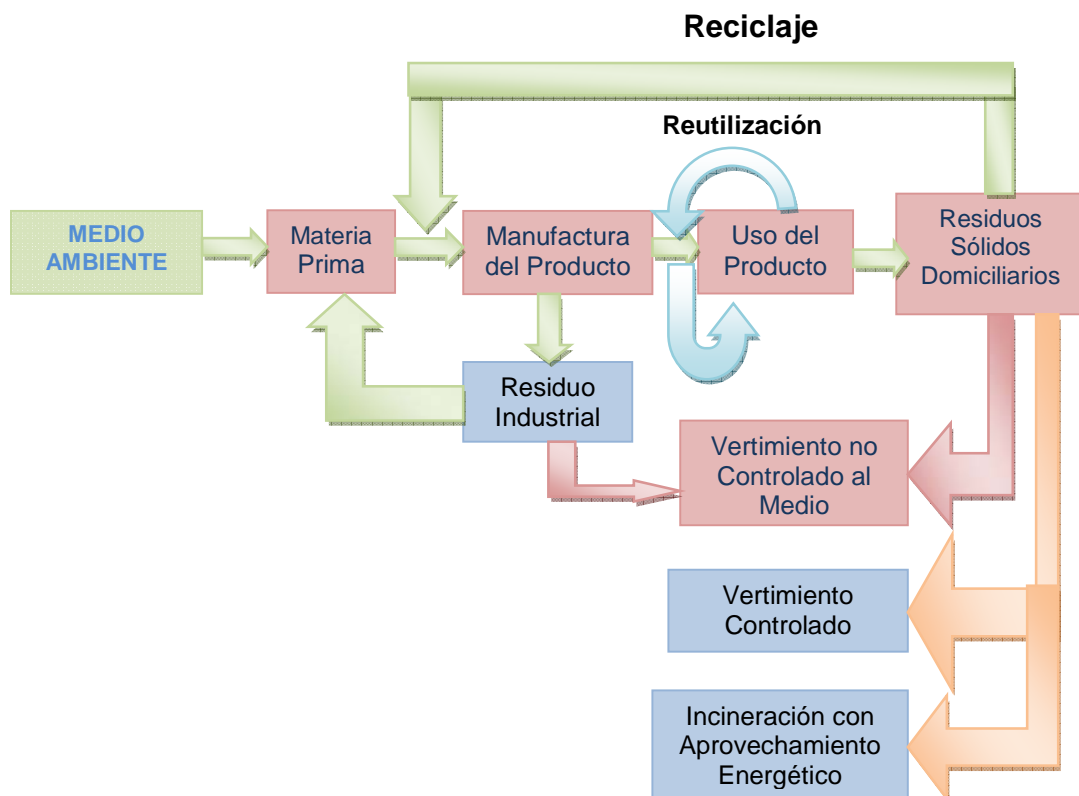 Reciclaje
Reutilización
MEDIO
AMBIENTE
Materia
Prima
Manufactura
del Producto
Uso del
Producto
Residuos
Sólidos
Domiciliarios
Residuo
Industrial
Vertimiento no
Controlado al
Medio
Vertimiento
Controlado
Incineración con
Aprovechamiento
Energético